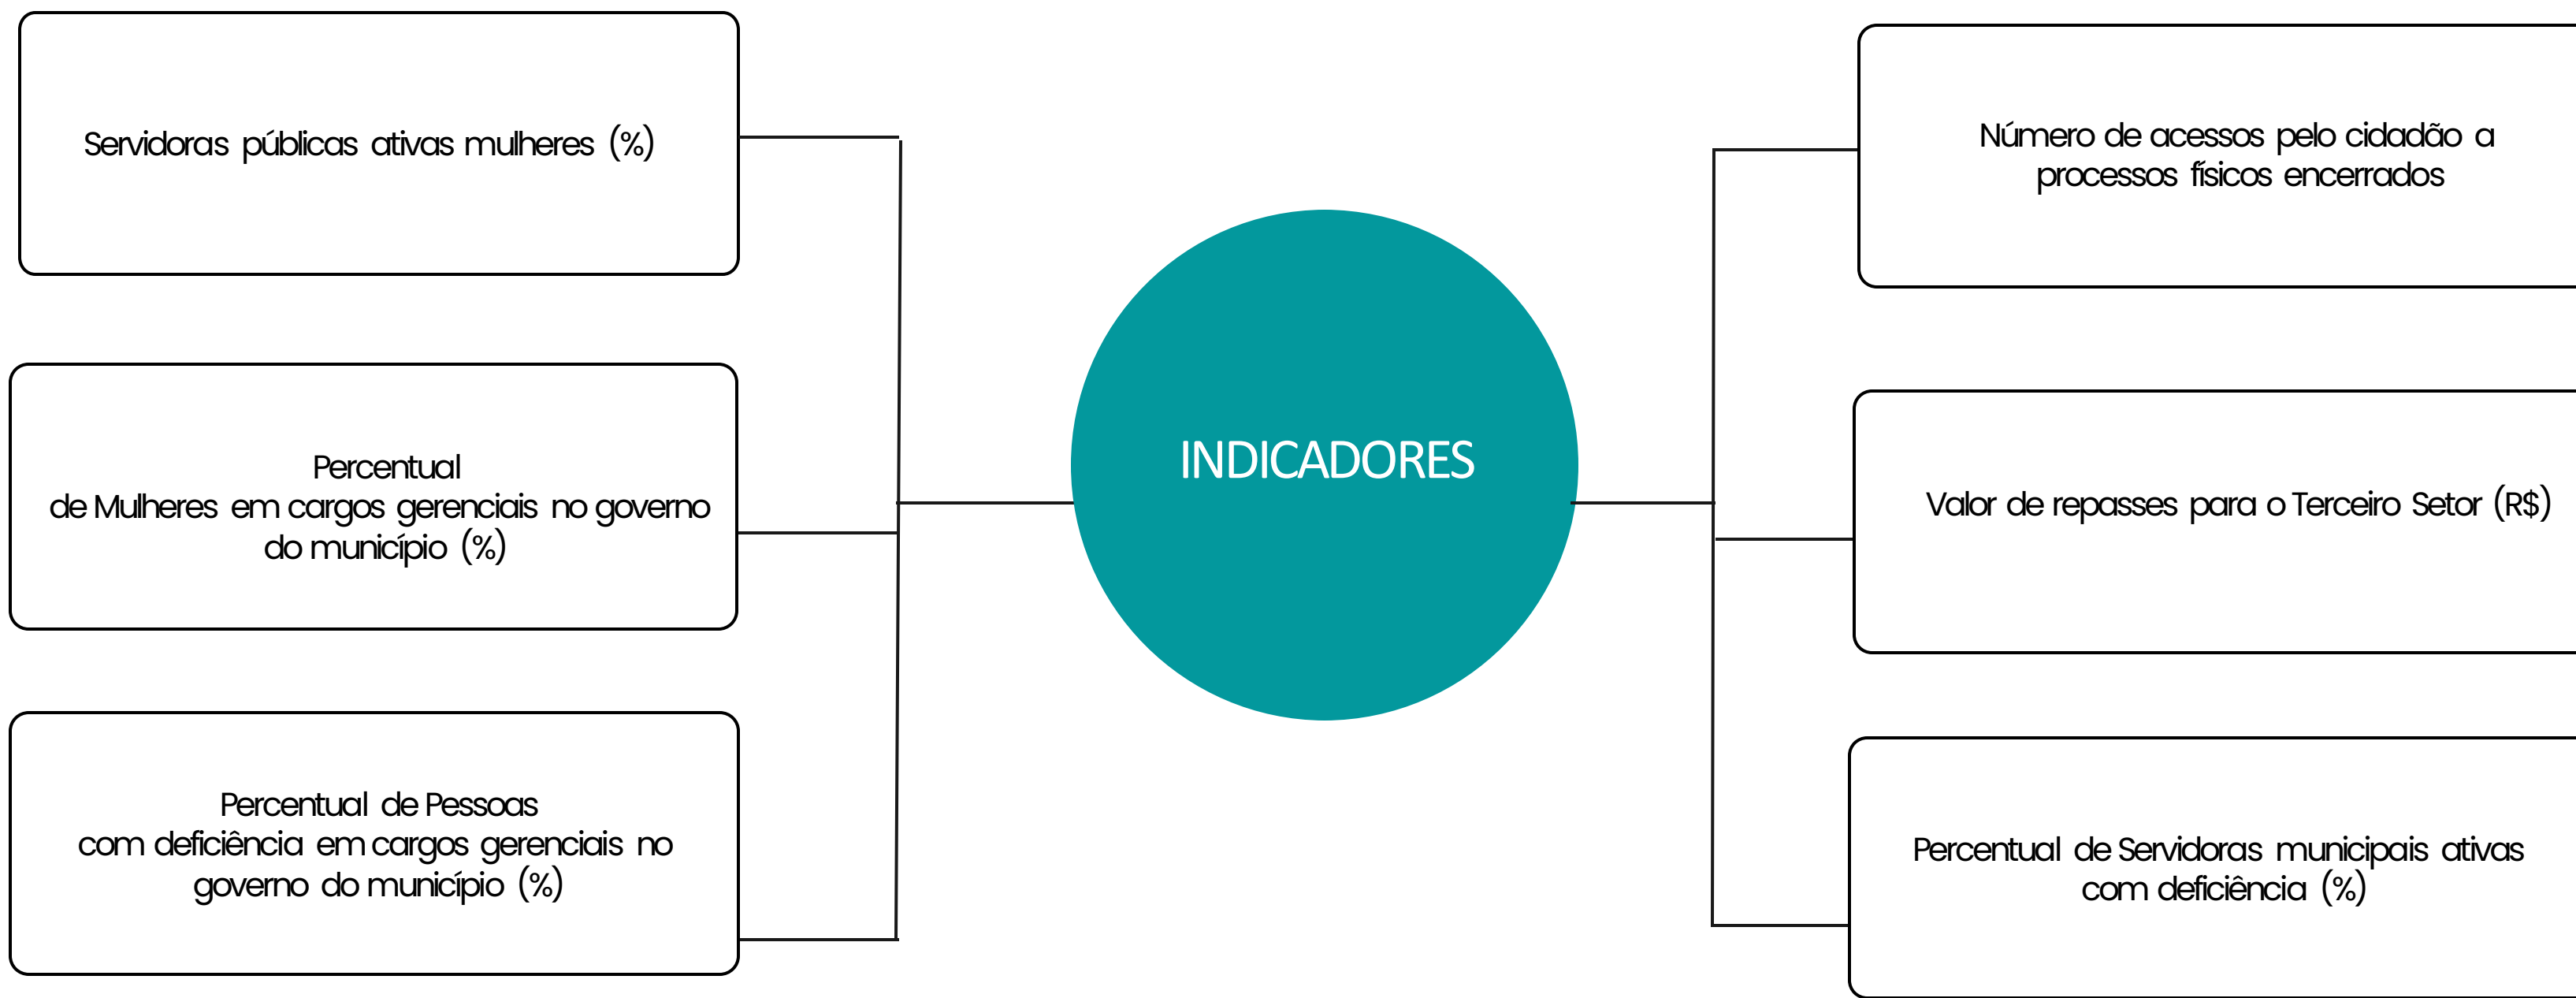 Servidoras públicas ativas mulheres (%)
Percentual
de Mulheres em cargos gerenciais no governo
do município (%)
Percentual de Pessoas
com deficiência em cargos gerenciais no
governo do município (%)
INDICADORES
Número de acessos pelo cidadão a
processos físicos encerrados
Valor de repasses para o Terceiro Setor (R$)
Percentual de Servidoras municipais ativas
com deficiência (%)